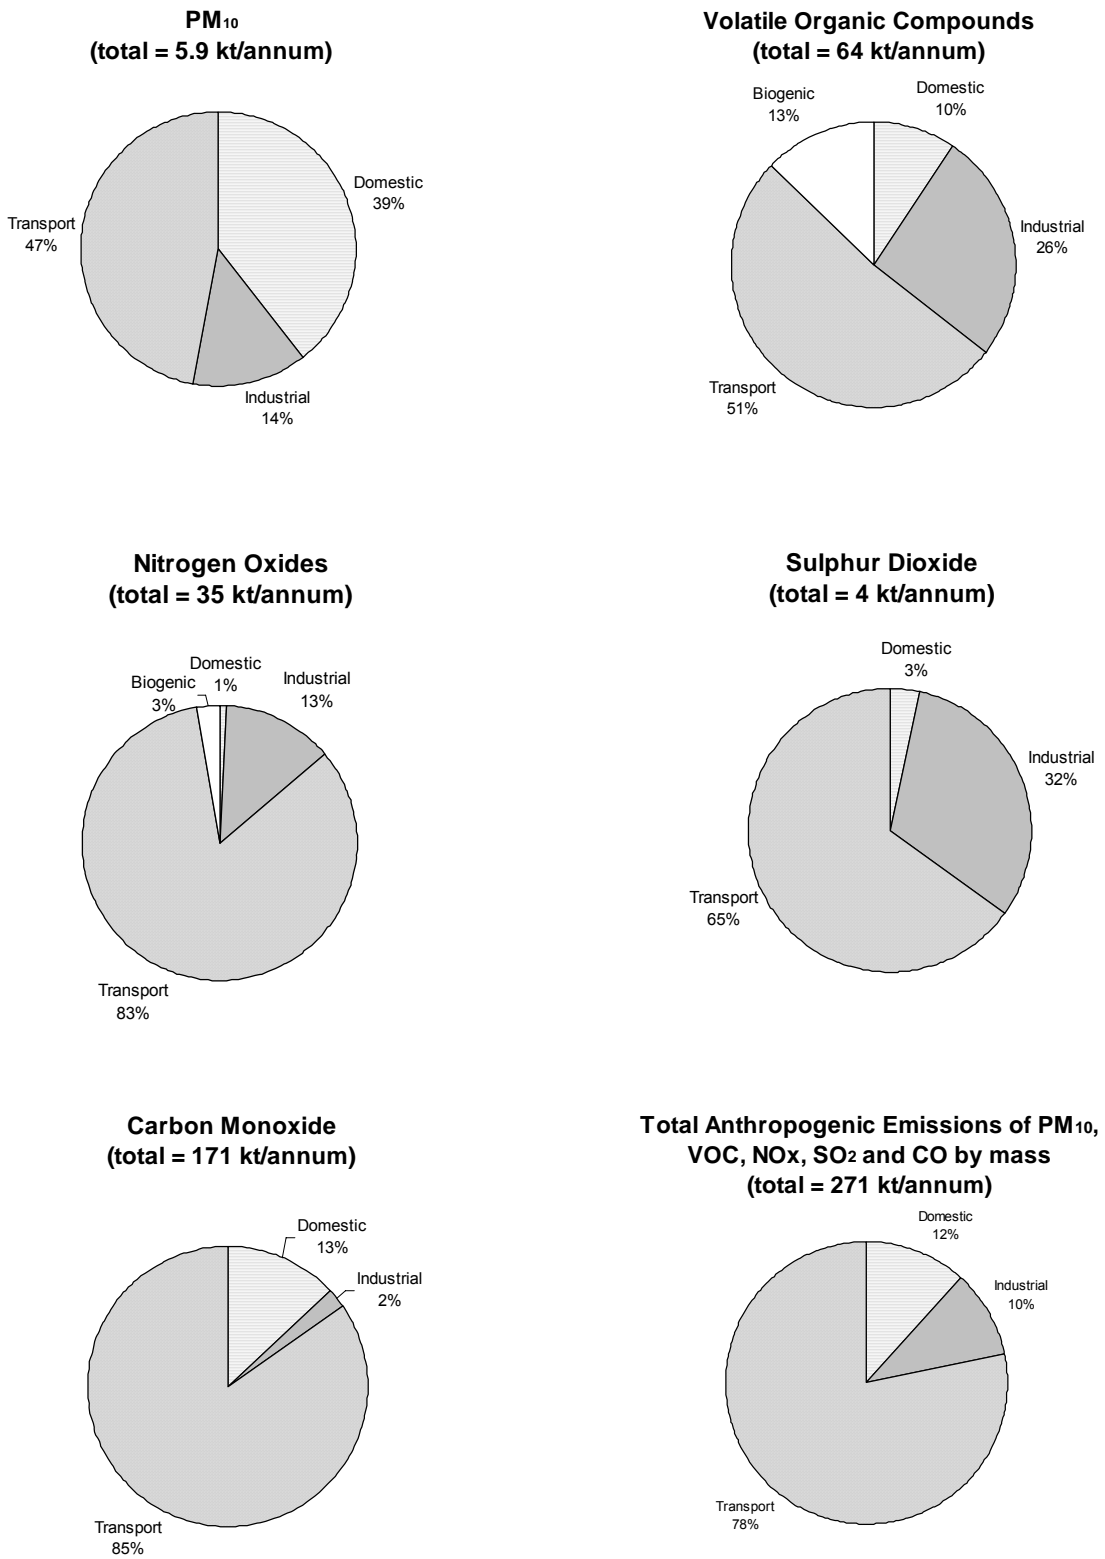 PM10
(total = 5.9 kt/annum)
Domestic
39%
Transport
47%
Industrial
14%
Volatile Organic Compounds
(total = 64 kt/annum)
Biogenic
13%
Domestic
10%
Industrial
26%
Transport
51%
Nitrogen Oxides
(total = 35 kt/annum)
Domestic
1%
Biogenic
3%
Industrial
13%
Transport
83%
Sulphur Dioxide
(total = 4 kt/annum)
Domestic
3%
Industrial
32%
Transport
65%
Carbon Monoxide
(total = 171 kt/annum)
Domestic
13%
Industrial
2%
Transport
85%
Total Anthropogenic Emissions of PM10,
VOC, NOx, SO2 and CO by mass
(total = 271 kt/annum)
Domestic
12%
Industrial
10%
Transport
78%